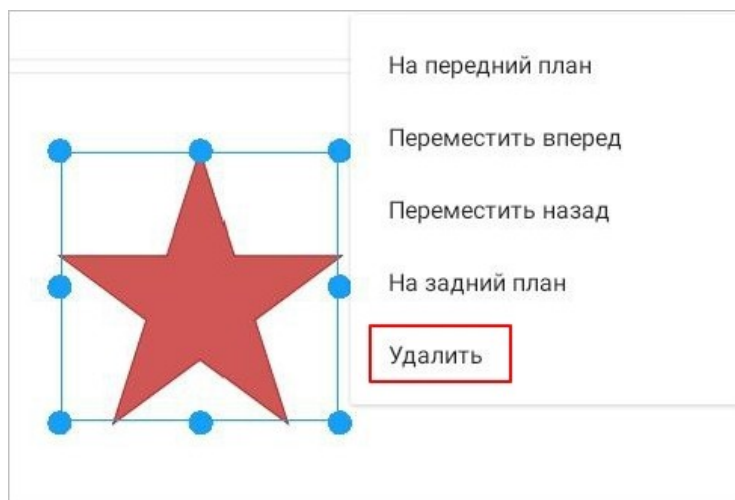 На передний план
Переместить вперед
Переместить назад
На задний план
Удалить